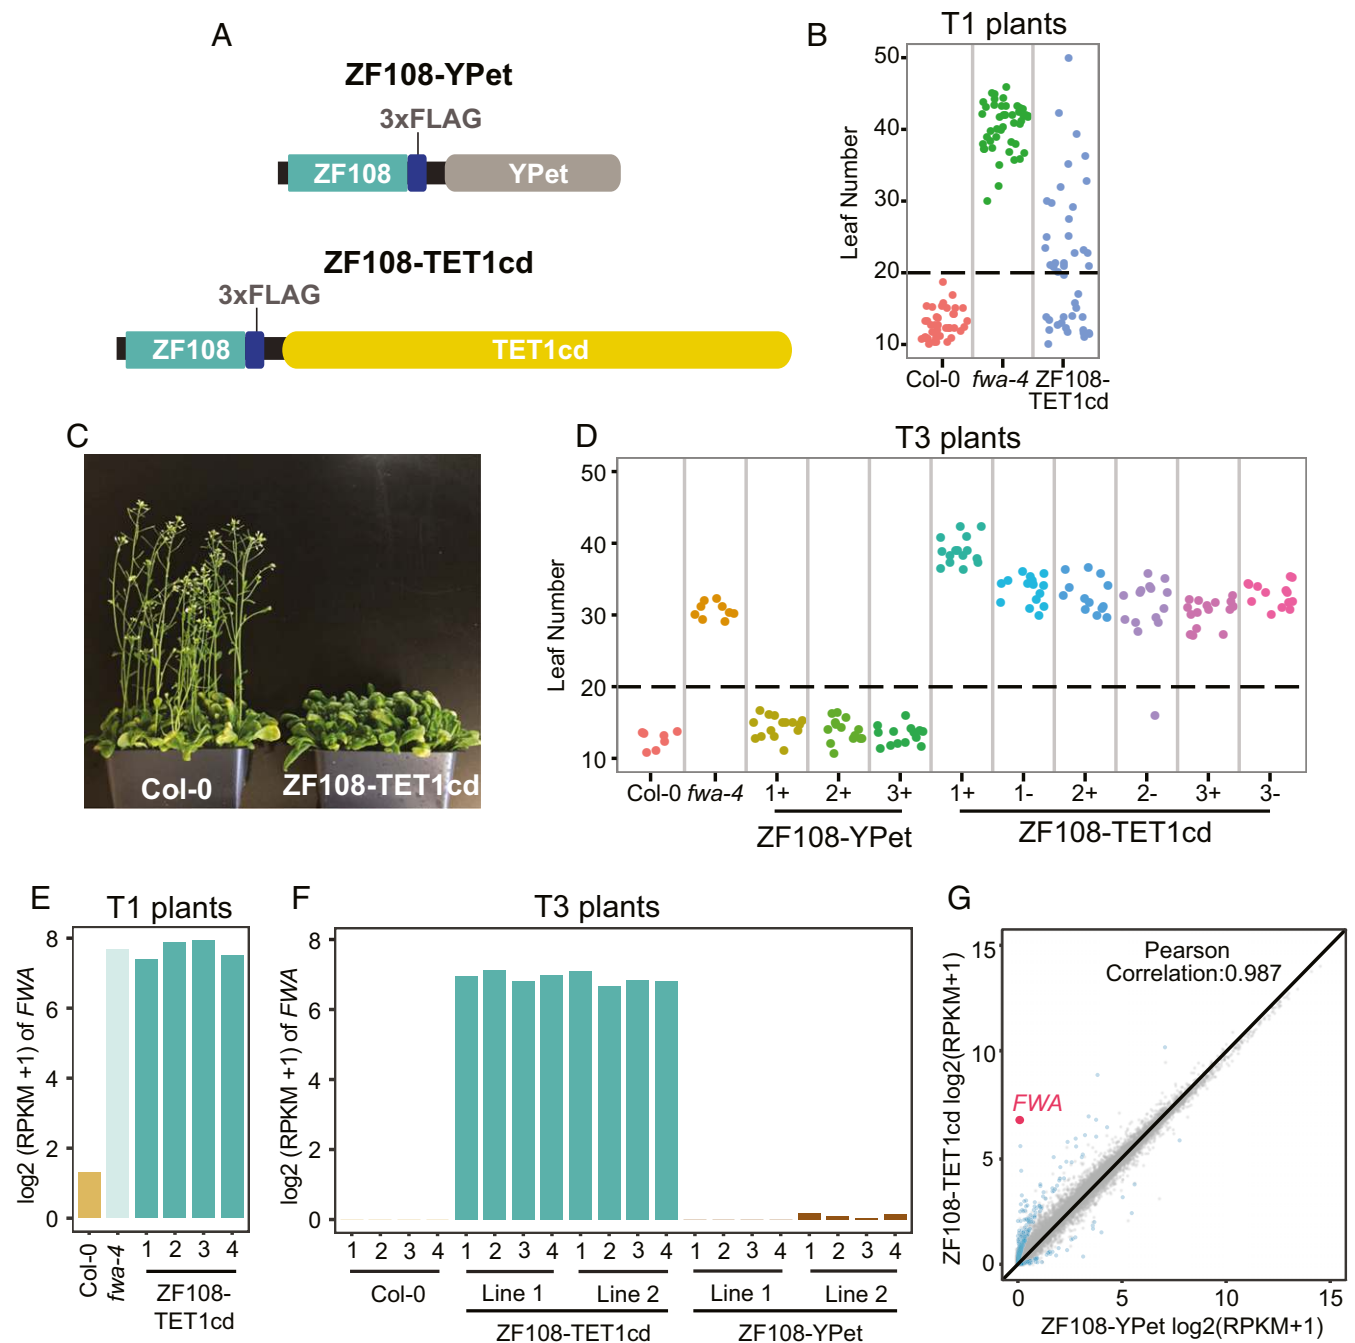 A
ZF108-YPet
3xFLAG
ZF108
YPet
ZF108-TET1cd
3xFLAG
ZF108
TET1cd
B
T1 plants
Leaf Number
50
40
30
20
10
Col-0
fwa-4
ZF108-
TET1cd
C
Col-0
ZF108-TET1cd
D
T3 plants
Leaf Number
50
40
30
20
10
Col-0 fwa-4 1+ 2+ 3+ 1+ 1- 2+ 2- 3+ 3-
ZF108-YPet
ZF108-TET1cd
E
T1 plants
log2 (RPKM +1) of FWA
8
6
4
2
0
Col-0
fwa-4
1 2 3 4
ZF108-
TET1cd
F
T3 plants
log2 (RPKM +1) of FWA
8
6
4
2
0
1 2 3 4 1 2 3 4 1 2 3 4 1 2 3 4 1 2 3 4
Col-0
Line 1
Line 2
Line 1
Line 2
ZF108-TET1cd
ZF108-YPet
G
Pearson
Correlation:0.987
FWA
ZF108-TET1cd log2(RPKM+1)
15
10
5
0
0 5 10 15
ZF108-YPet log2(RPKM+1)